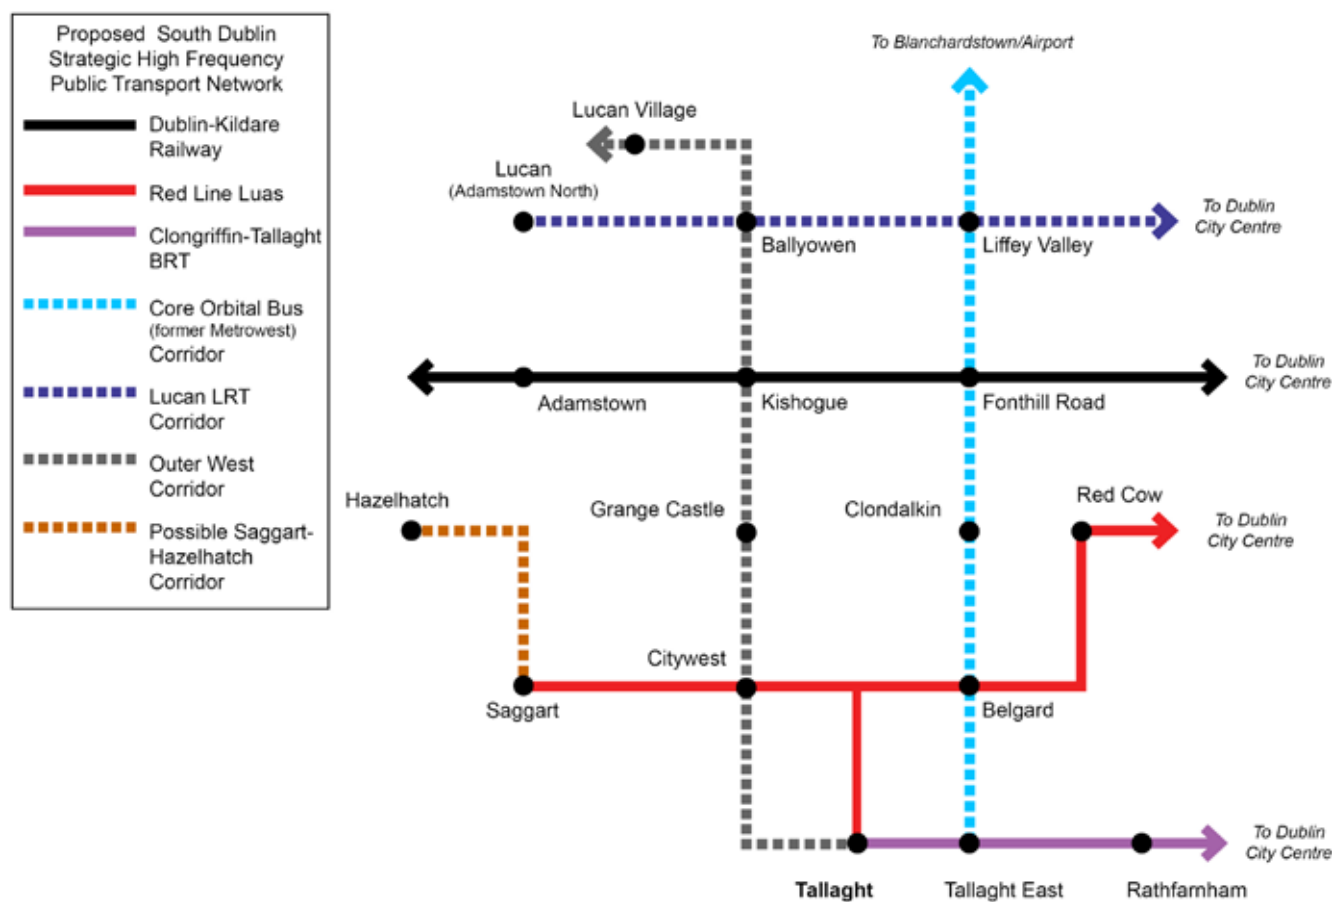 Proposed South Dublin
Strategic High Frequency
Public Transport Network
Dublin-Kildare
Railway
Red Line Luas
Clongriffin-Tallaght
BRT
Core Orbital Bus
(former Metrowest)
Corridor
Lucan LRT
Corridor
Outer West
Corridor
Possible Saggart-
Hazelhatch
Corridor
To Blanchardstown/Airport
Lucan Village
Lucan
(Adamstown North)
To Dublin
City Centre
Ballyowen
Liffey Valley
To Dublin
City Centre
Adamstown
Kishogue
Fonthill Road
Hazelhatch
Grange Castle
Clondalkin
Red Cow
To Dublin
City Centre
Citywest
Saggart
Belgard
To Dublin
City Centre
Tallaght
Tallaght East
Rathfarnham